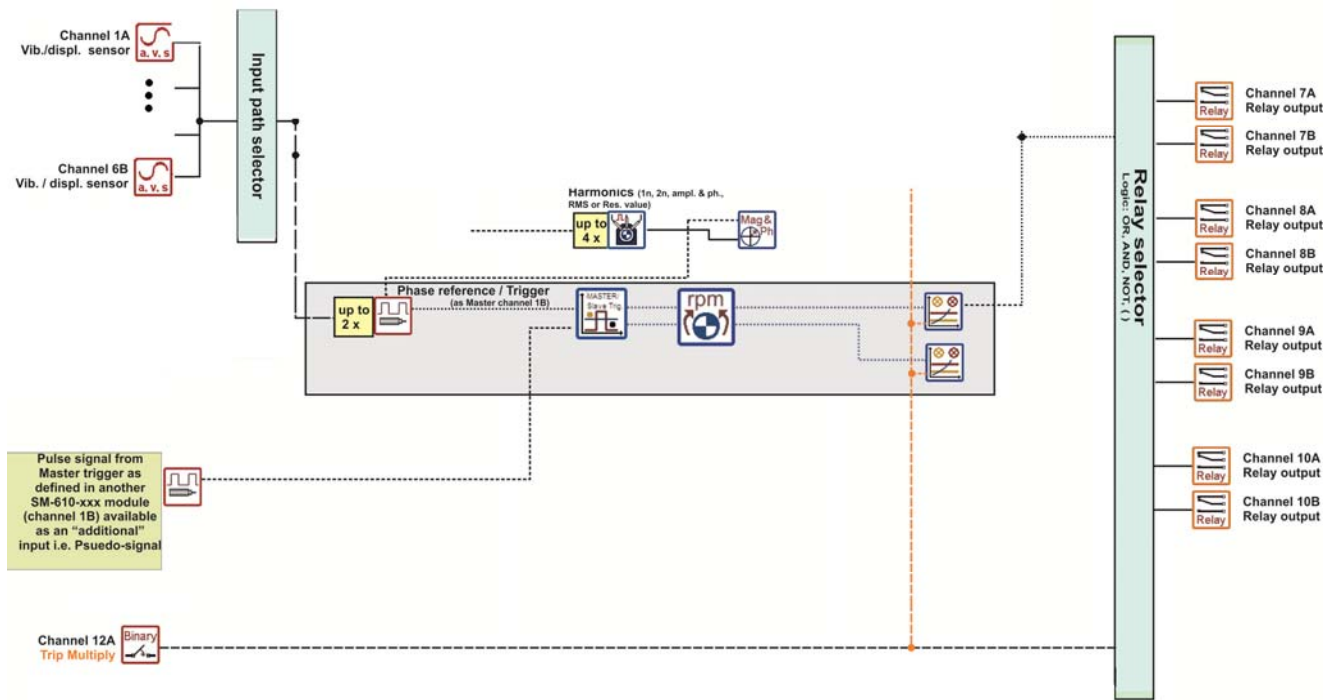 Channel 1A
Vib./displ. sensor
a, v, s
Channel 6B
Vib. / displ. sensor
a, v, s
Input path selector
Harmonics (1n, 2n, ampl. & ph.,
RMS or Res. value)
up to
4 x
Mag&
Ph
Phase reference / Trigger
(as Master channel 1B)
up to
2 x
MASTER/
Slave Trig.
rpm
Pulse signal from
Master trigger as
defined in another
SM-610-xxx module
(channel 1B) available
as an “additional”
input i.e. Psuedo-signal
Channel 12A
Trip Multiply
Binary
Relay selector
Logic: OR, AND, NOT, ( )
Relay
Channel 7A
Relay output
Relay
Channel 7B
Relay output
Relay
Channel 8A
Relay output
Relay
Channel 8B
Relay output
Relay
Channel 9A
Relay output
Relay
Channel 9B
Relay output
Relay
Channel 10A
Relay output
Relay
Channel 10B
Relay output